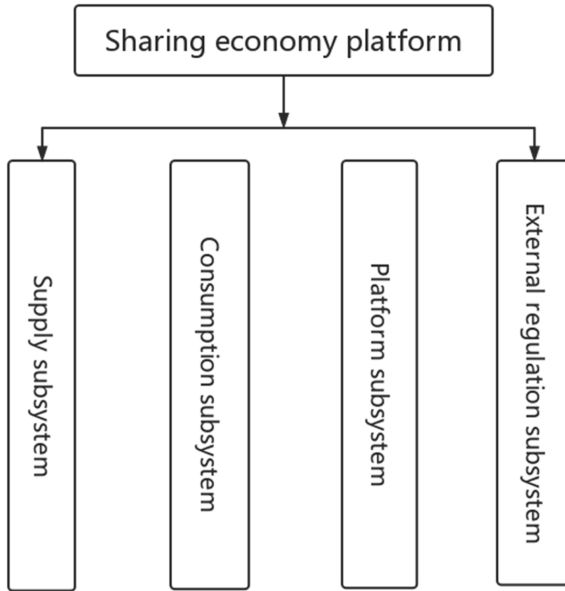 Sharing economy platform
Supply subsystem
Consumption subsystem
Platform subsystem
External regulation subsystem